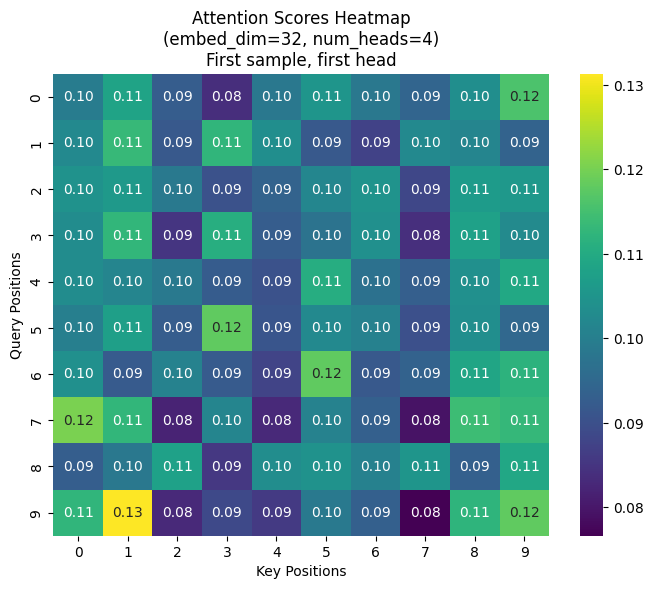 Attention Scores Heatmap
(embed_dim=32, num_heads=4)
First sample, first head
Query Positions
0 0.10 0.11 0.09 0.08 0.10 0.11 0.10 0.09 0.10 0.12
1 0.10 0.11 0.09 0.11 0.10 0.09 0.09 0.10 0.10 0.09
2 0.10 0.11 0.10 0.09 0.09 0.10 0.10 0.09 0.11 0.11
3 0.10 0.11 0.09 0.11 0.09 0.10 0.10 0.08 0.11 0.10
4 0.10 0.10 0.10 0.09 0.09 0.11 0.10 0.09 0.10 0.11
5 0.10 0.11 0.09 0.12 0.09 0.10 0.10 0.09 0.10 0.09
6 0.10 0.09 0.10 0.09 0.09 0.12 0.09 0.09 0.11 0.11
7 0.12 0.11 0.08 0.10 0.08 0.10 0.09 0.08 0.11 0.11
8 0.09 0.10 0.11 0.09 0.10 0.10 0.10 0.11 0.09 0.11
9 0.11 0.13 0.08 0.09 0.09 0.10 0.09 0.08 0.11 0.12
0 1 2 3 4 5 6 7 8 9
Key Positions
0.13
0.12
0.11
0.10
0.09
0.08